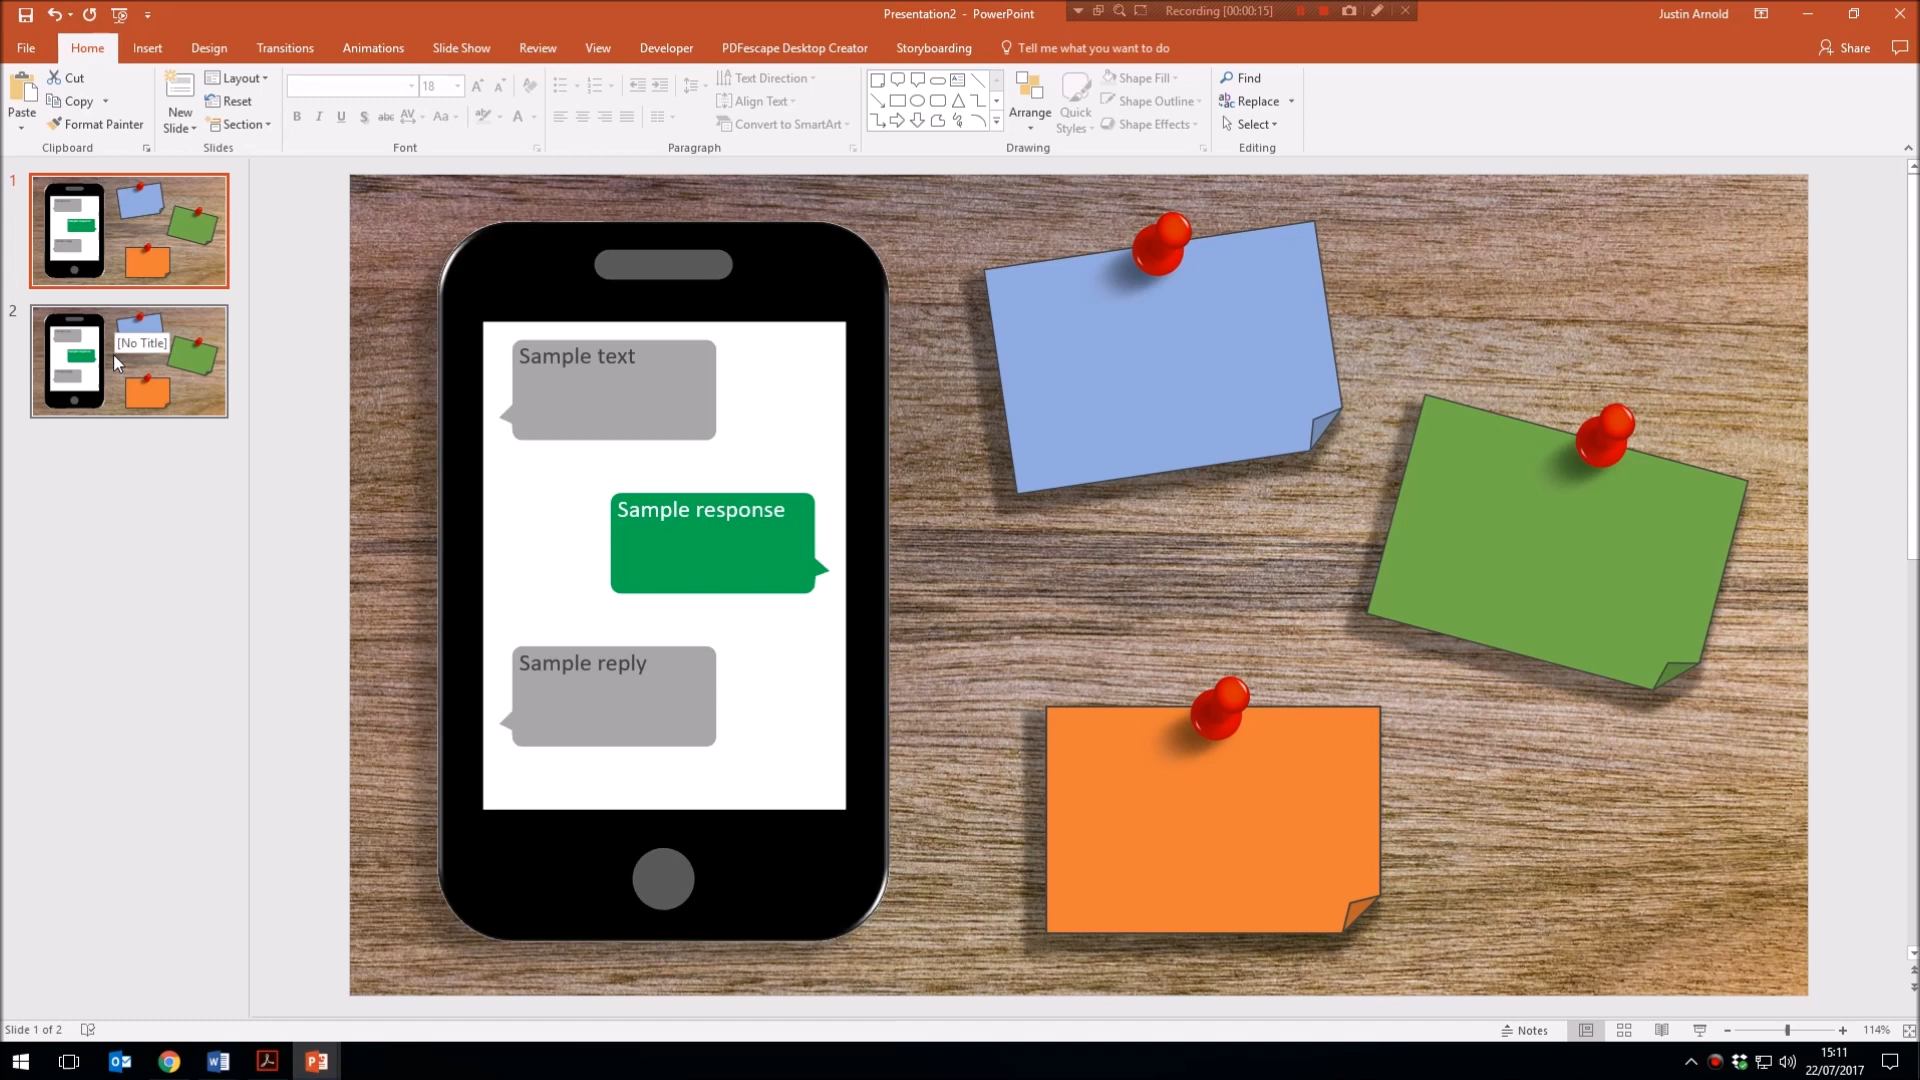 Presentation2 - PowerPoint
Recording [00:00:15]
Justin Arnold
File
Home
Insert
Design
Transitions
Animations
Slide Show
Review
View
Developer
PDFescape Desktop Creator
Storyboarding
Tell me what you want to do
Share
Paste
Cut
Copy
Format Painter
Clipboard
New
Slide
Layout
Reset
Section
Slides
18
B I U S abc AV Aa A
Font
Text Direction
Align Text
Convert to SmartArt
Paragraph
Arrange
Quick
Styles
Shape Fill
Shape Outline
Shape Effects
Drawing
Find
Replace
Select
Editing
1
2
[No Title]
Sample text
Sample response
Sample reply
Slide 1 of 2
Notes
114%
15:11
22/07/2017